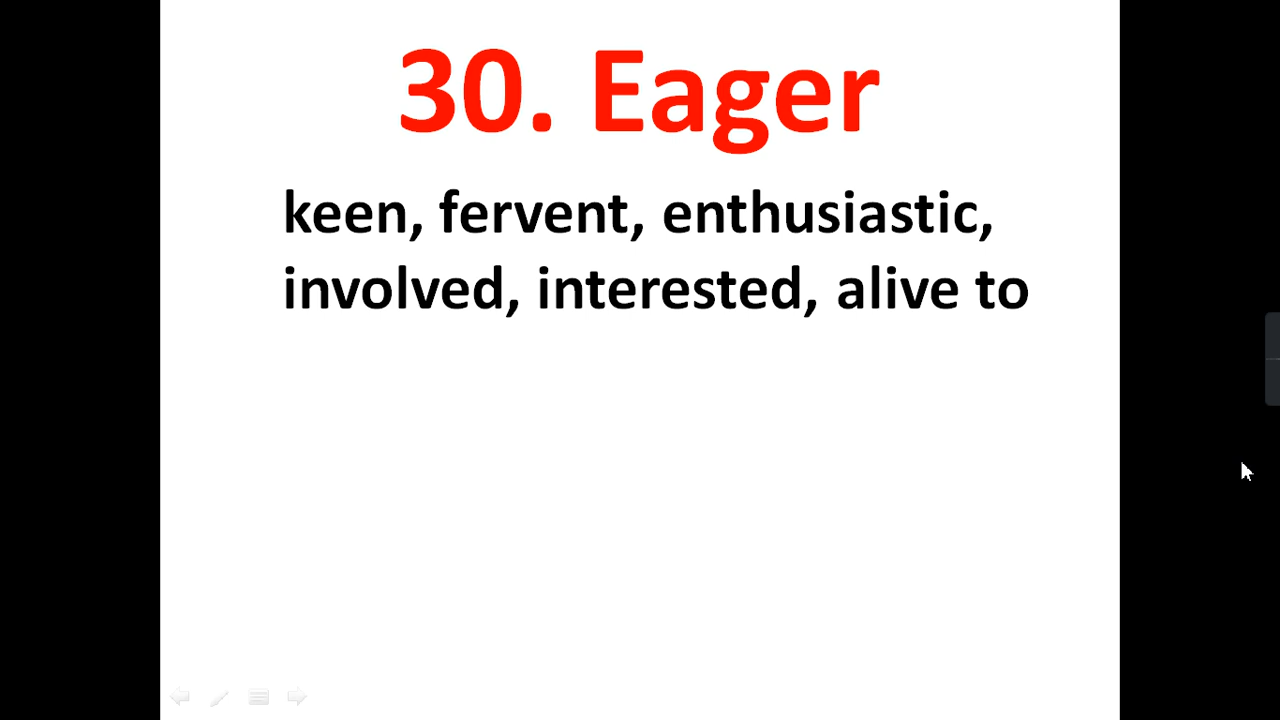 30. Eager
keen, fervent, enthusiastic,
involved, interested, alive to